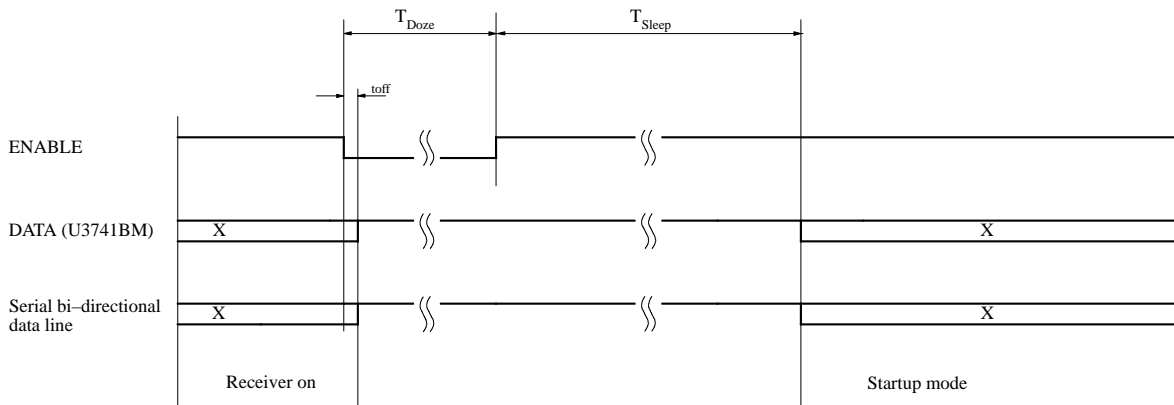 T_Doze T_Sleep
toff
ENABLE
DATA (U3741BM) X X
Serial bi–directional
data line X X
Receiver on Startup mode